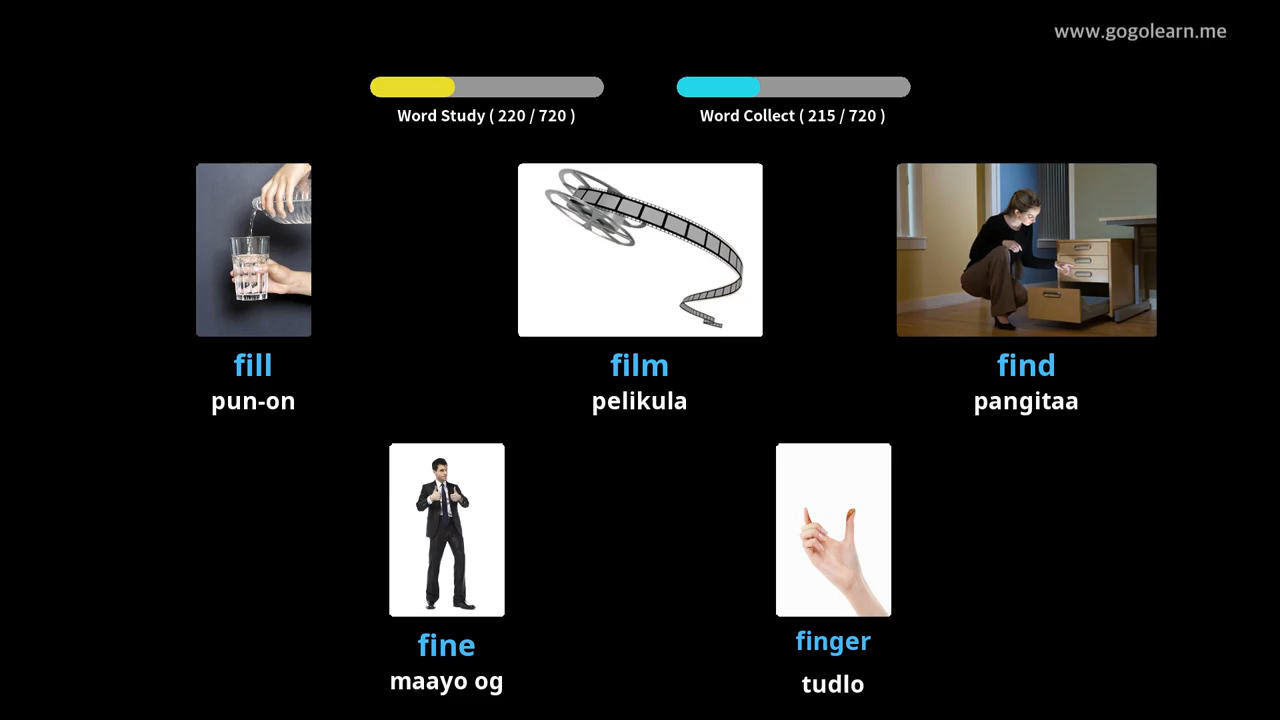 www.gogolearn.me
Word Study ( 220 / 720 )
Word Collect ( 215 / 720 )
fill
pun-on
film
pelikula
find
pangitaa
fine
maayo og
finger
tudlo